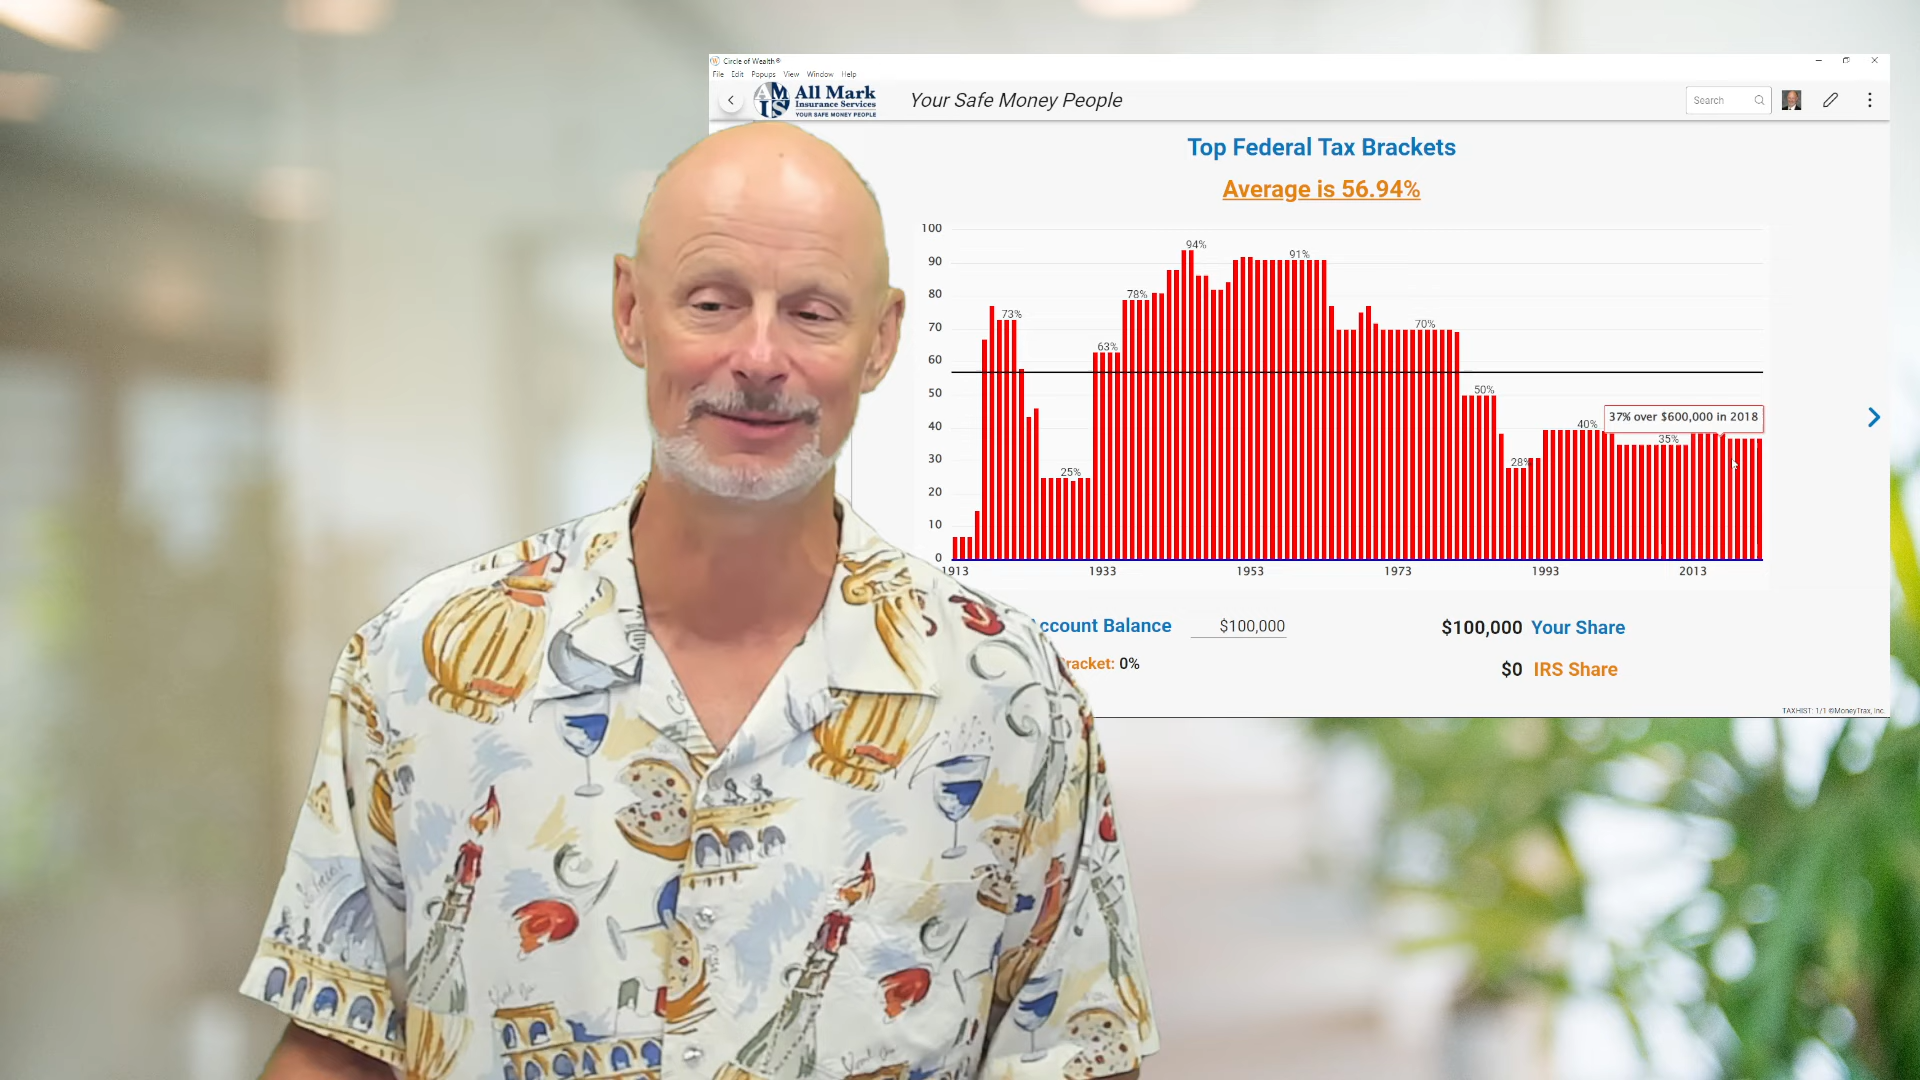 Circle of Wealth®
File Edit Popups View Window Help
AMIS
All Mark
Insurance Services
YOUR SAFE MONEY PEOPLE
Your Safe Money People
Search
Top Federal Tax Brackets
Average is 56.94%
100
90
80
70
60
50
40
30
20
10
0
94%
91%
78%
73%
70%
63%
50%
37% over $600,000 in 2018
40%
35%
28%
25%
1913 1933 1953 1973 1993 2013
ccount Balance $100,000
$100,000 Your Share
racket: 0%
$0 IRS Share
TAXHIST: 1/1 ©MoneyTrax, Inc.